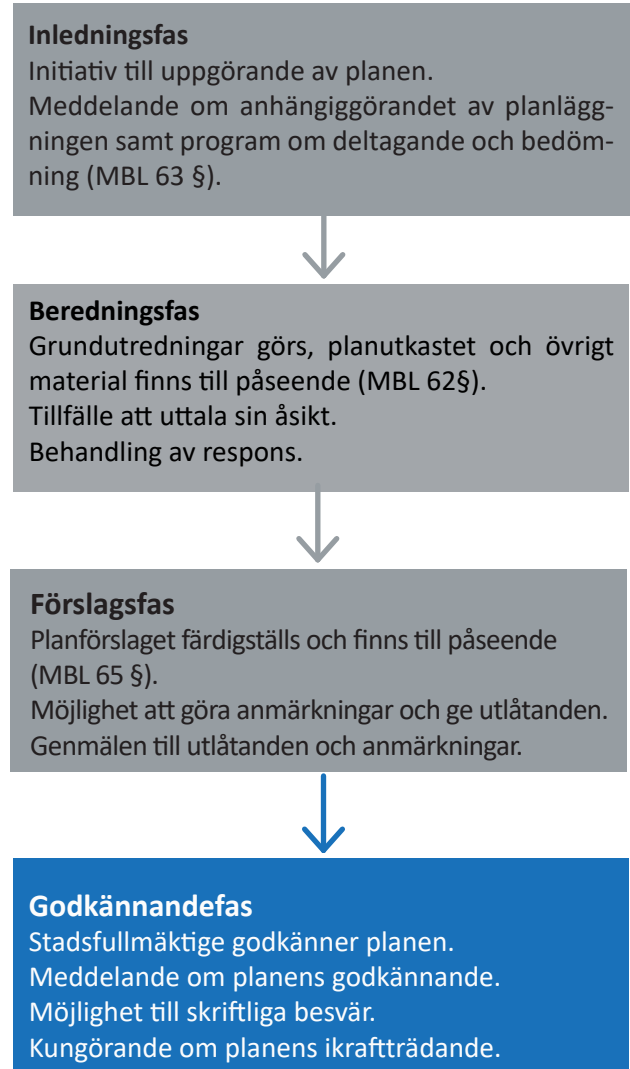 Inledningsfas
Initiativ till uppgörande av planen.
Meddelande om anhängiggörandet av planlägg-
ningen samt program om deltagande och bedöm-
ning (MBL 63 §).
Beredningsfas
Grundutredningar görs, planutkastet och övrigt
material finns till påseende (MBL 62§).
Tillfälle att uttala sin åsikt.
Behandling av respons.
Förslagsfas
Planförslaget färdigställs och finns till påseende
(MBL 65 §).
Möjlighet att göra anmärkningar och ge utlåtanden.
Genmälen till utlåtanden och anmärkningar.
Godkännandefas
Stadsfullmäktige godkänner planen.
Meddelande om planens godkännande.
Möjlighet till skriftliga besvär.
Kungörande om planens ikraftträdande.